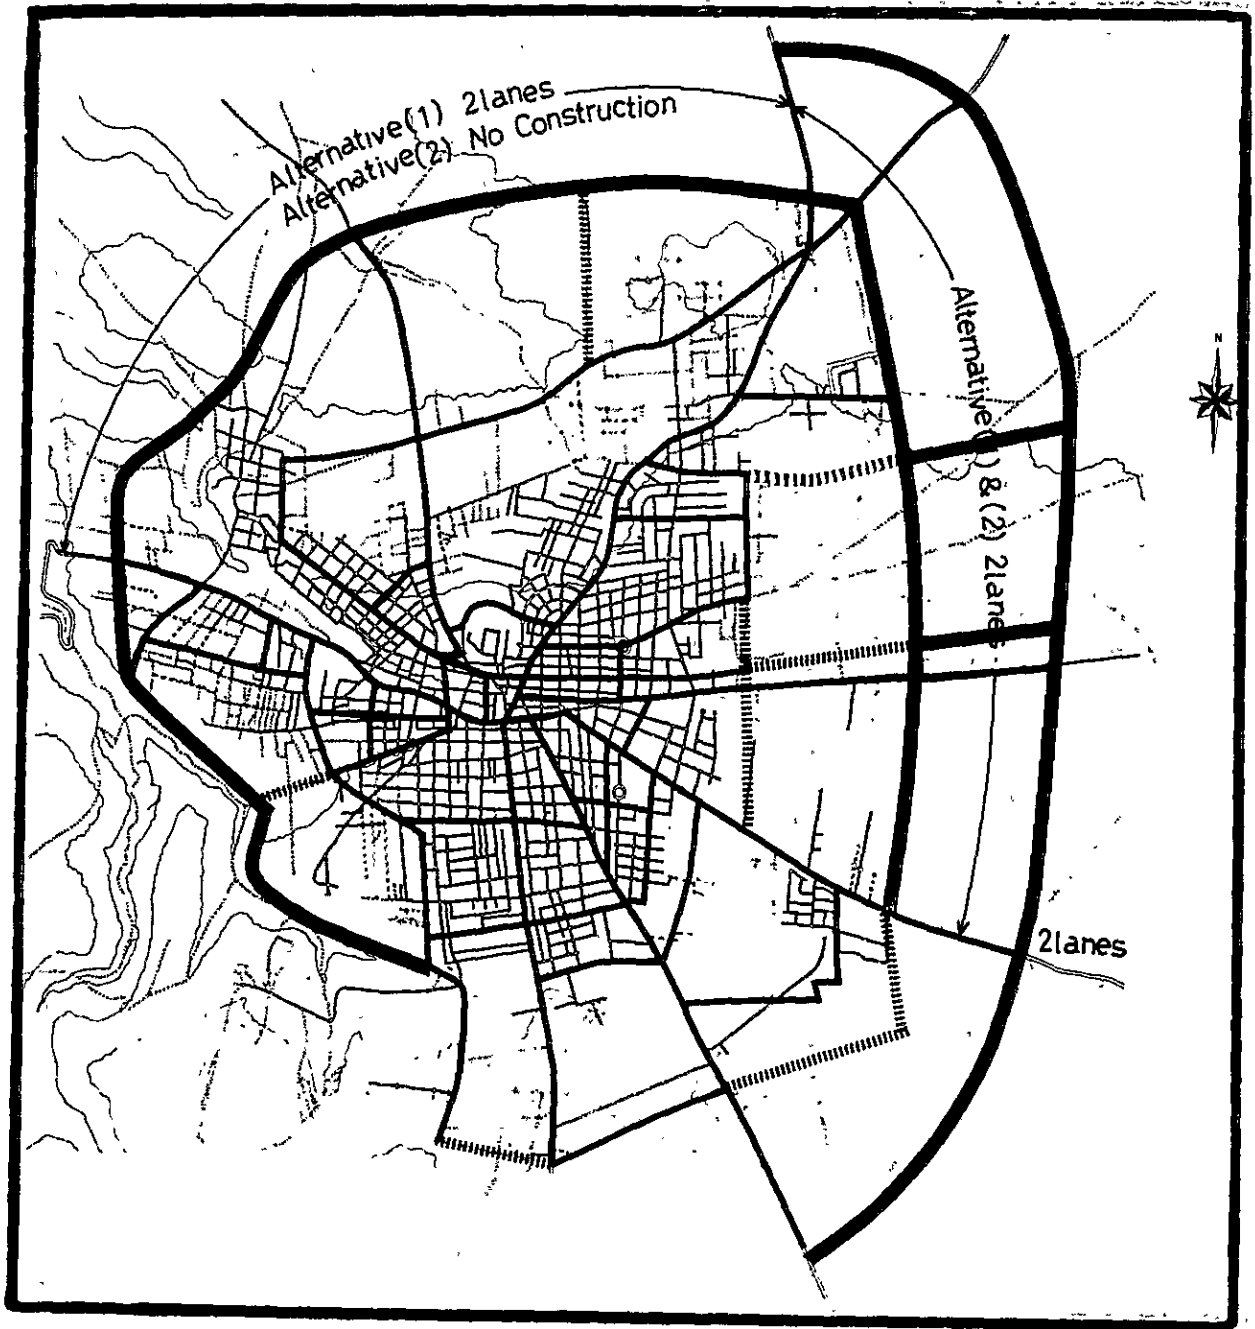 Alternative(1) 2lanes
Alternative(2) No Construction
Alternative(1) & (2) 2lanes
2lanes
N